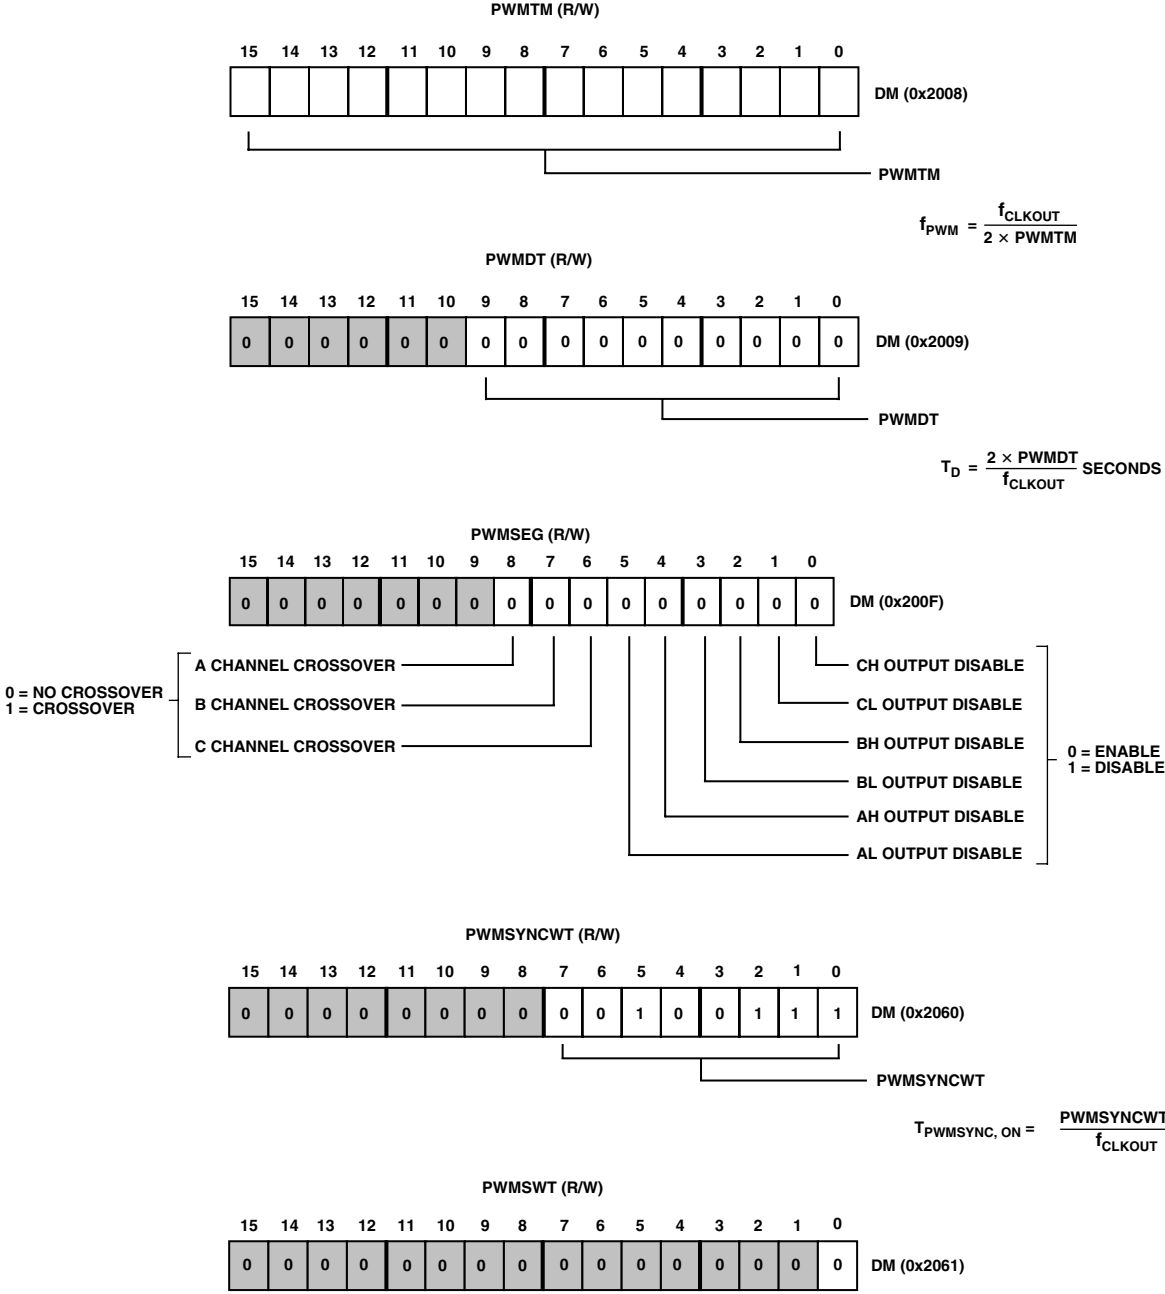 PWMTM (R/W)
15 14 13 12 11 10 9 8 7 6 5 4 3 2 1 0
DM (0x2008)
PWMTM
f_PWM = f_CLKOUT / 2 × PWMTM
PWMDT (R/W)
15 14 13 12 11 10 9 8 7 6 5 4 3 2 1 0
0 0 0 0 0 0 0 0 0 0 0 0 0 0 0 0 DM (0x2009)
PWMDT
T_D = 2 × PWMDT / f_CLKOUT SECONDS
PWMSEG (R/W)
15 14 13 12 11 10 9 8 7 6 5 4 3 2 1 0
0 0 0 0 0 0 0 0 0 0 0 0 0 0 0 0 DM (0x200F)
0 = NO CROSSOVER
1 = CROSSOVER
A CHANNEL CROSSOVER
B CHANNEL CROSSOVER
C CHANNEL CROSSOVER
CH OUTPUT DISABLE
CL OUTPUT DISABLE
BH OUTPUT DISABLE
BL OUTPUT DISABLE
AH OUTPUT DISABLE
AL OUTPUT DISABLE
0 = ENABLE
1 = DISABLE
PWMSYNCWT (R/W)
15 14 13 12 11 10 9 8 7 6 5 4 3 2 1 0
0 0 0 0 0 0 0 0 0 0 1 0 0 1 1 1 DM (0x2060)
PWMSYNCWT
T_PWMSYNC, ON = PWMSYNCWT / f_CLKOUT
PWMSWT (R/W)
15 14 13 12 11 10 9 8 7 6 5 4 3 2 1 0
0 0 0 0 0 0 0 0 0 0 0 0 0 0 0 0 DM (0x2061)